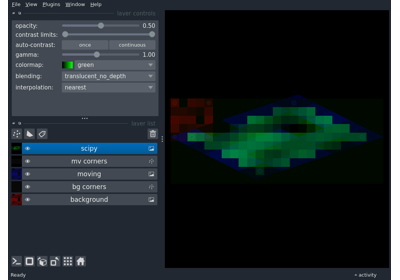 File View Plugins Window Help
layer controls
opacity: 0.50
contrast limits:
auto-contrast: once continuous
gamma: 1.00
colormap: green
blending: translucent_no_depth
interpolation: nearest
layer list
scipy
mv corners
moving
bg corners
background
Ready
activity